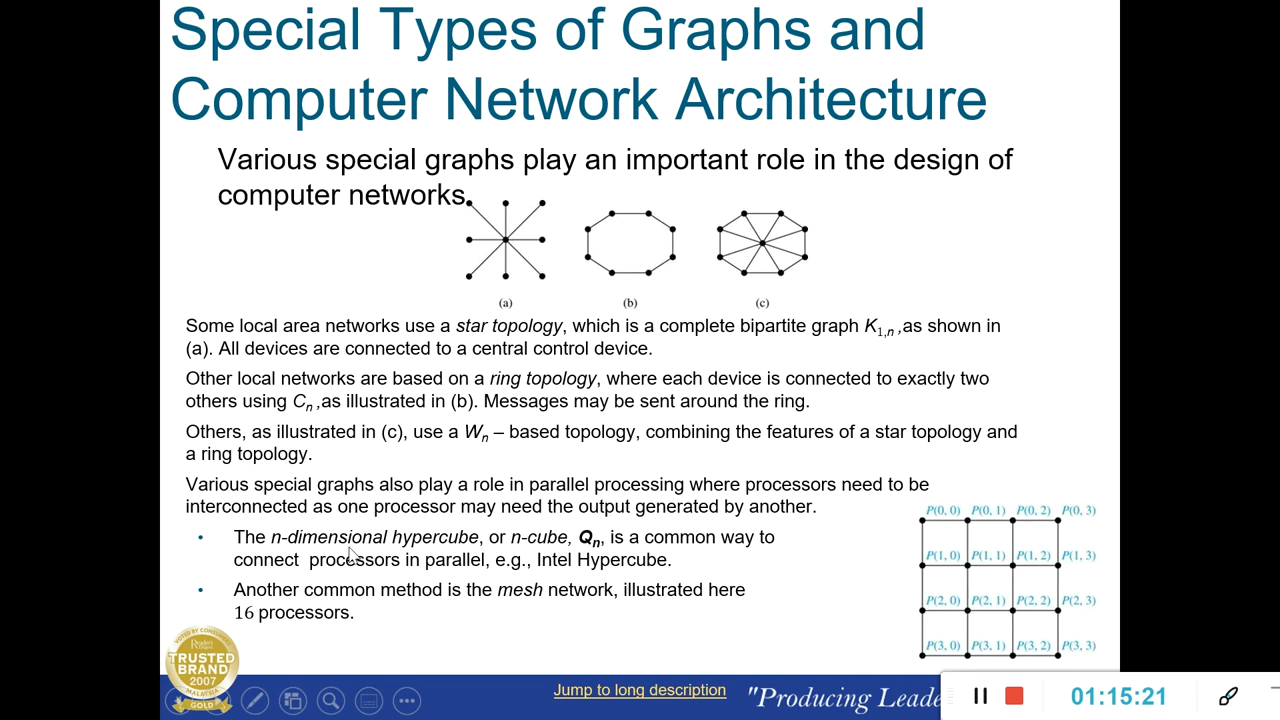 Special Types of Graphs and
Computer Network Architecture
Various special graphs play an important role in the design of
computer networks.
(a) (b) (c)
Some local area networks use a star topology, which is a complete bipartite graph K1,n ,as shown in
(a). All devices are connected to a central control device.
Other local networks are based on a ring topology, where each device is connected to exactly two
others using Cn ,as illustrated in (b). Messages may be sent around the ring.
Others, as illustrated in (c), use a Wn – based topology, combining the features of a star topology and
a ring topology.
Various special graphs also play a role in parallel processing where processors need to be
interconnected as one processor may need the output generated by another.
• The n-dimensional hypercube, or n-cube, Qn, is a common way to
connect processors in parallel, e.g., Intel Hypercube.
• Another common method is the mesh network, illustrated here
16 processors.
P(0, 0) P(0, 1) P(0, 2) P(0, 3)
P(1, 0) P(1, 1) P(1, 2) P(1, 3)
P(2, 0) P(2, 1) P(2, 2) P(2, 3)
P(3, 0) P(3, 1) P(3, 2) P(3, 3)
VOTED BY CONSUMERS
Reader's
Digest
TRUSTED
BRAND
2007
MALAYSIA
GOLD
Jump to long description
"Producing Leade
01:15:21